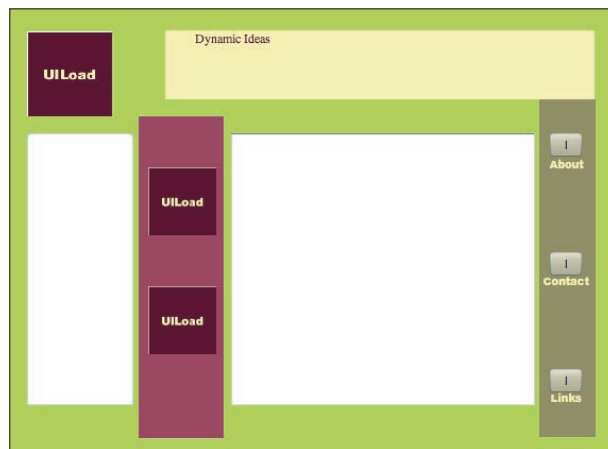 Dynamic Ideas
UILoad
UILoad
UILoad
I
About
I
Contact
I
Links